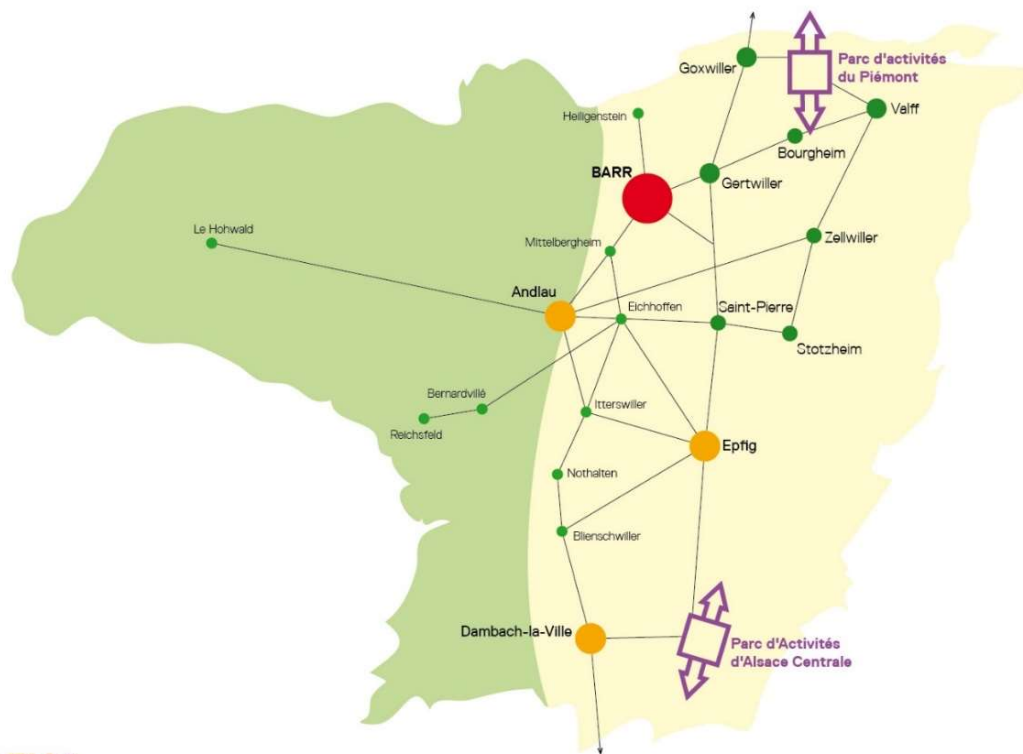 Goxwiller
Parc d'activités
du Piémont
Heiligenstein
Valff
Bourgheim
BARR
Gertwiller
Le Hohwald
Mittelbergheim
Zellwiller
Andlau
Eichhoffen
Saint-Pierre
Stotzheim
Bernardvillé
Itterswiller
Reichsfeld
Epfig
Nothalten
Blienschwiller
Dambach-la-Ville
Parc d'Activités
d'Alsace Centrale